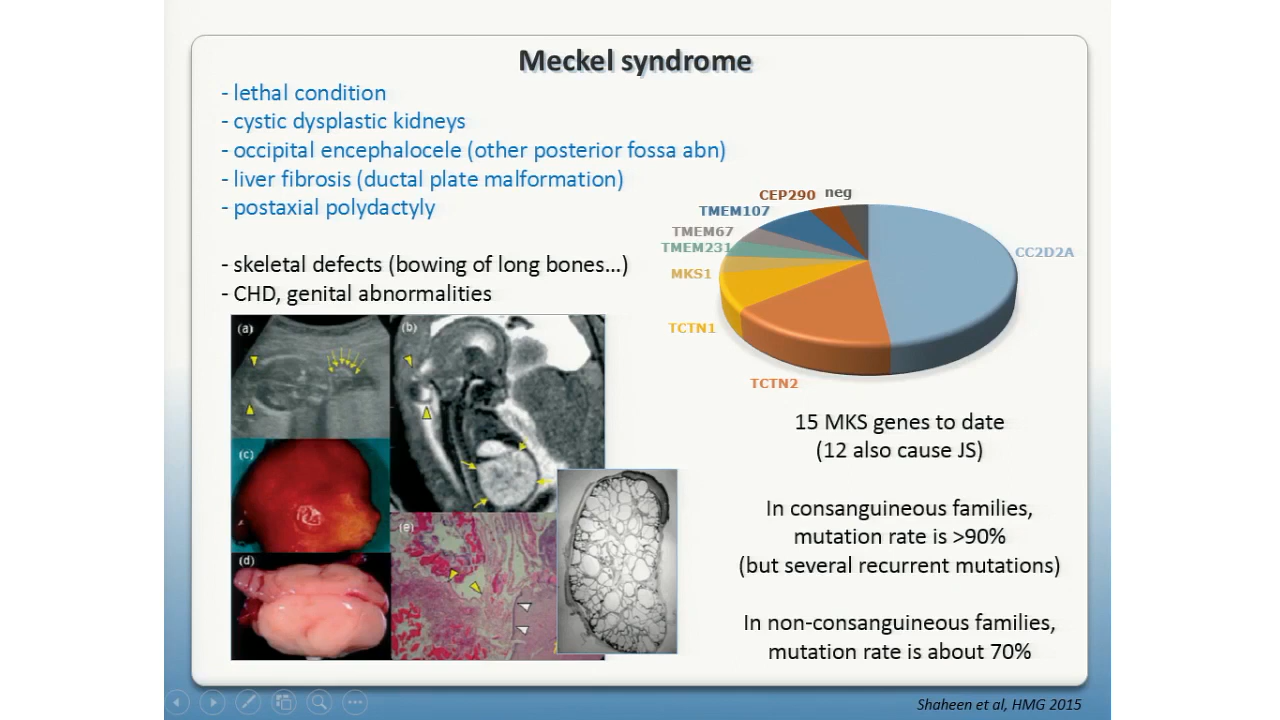 Meckel syndrome
- lethal condition
- cystic dysplastic kidneys
- occipital encephalocele (other posterior fossa abn)
- liver fibrosis (ductal plate malformation)
- postaxial polydactyly
- skeletal defects (bowing of long bones...)
- CHD, genital abnormalities
(a)
(b)
(c)
(d)
(e)
CEP290
neg
TMEM107
TMEM67
TMEM231
MKS1
TCTN1
TCTN2
CC2D2A
15 MKS genes to date
(12 also cause JS)
In consanguineous families,
mutation rate is >90%
(but several recurrent mutations)
In non-consanguineous families,
mutation rate is about 70%
Shaheen et al, HMG 2015